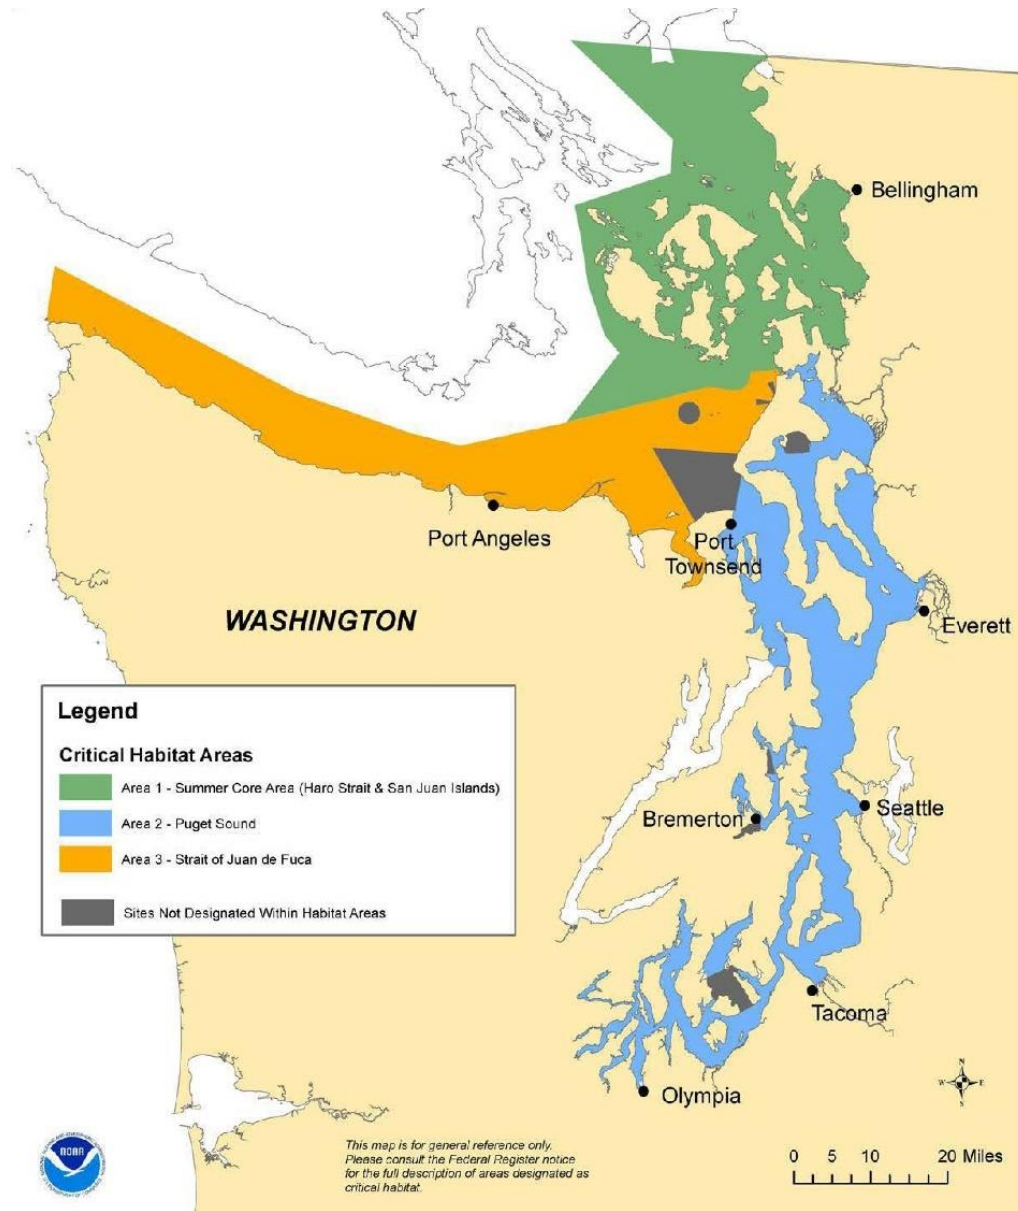 Bellingham
Port Angeles
Port
Townsend
WASHINGTON
Everett
Legend
Critical Habitat Areas
Area 1 - Summer Core Area (Haro Strait & San Juan Islands)
Area 2 - Puget Sound
Area 3 - Strait of Juan de Fuca
Sites Not Designated Within Habitat Areas
Bremerton
Seattle
Tacoma
Olympia
N
W E
S
NOAA
This map is for general reference only.
Please consult the Federal Register notice
for the full description of areas designated as
critical habitat.
0 5 10 20 Miles